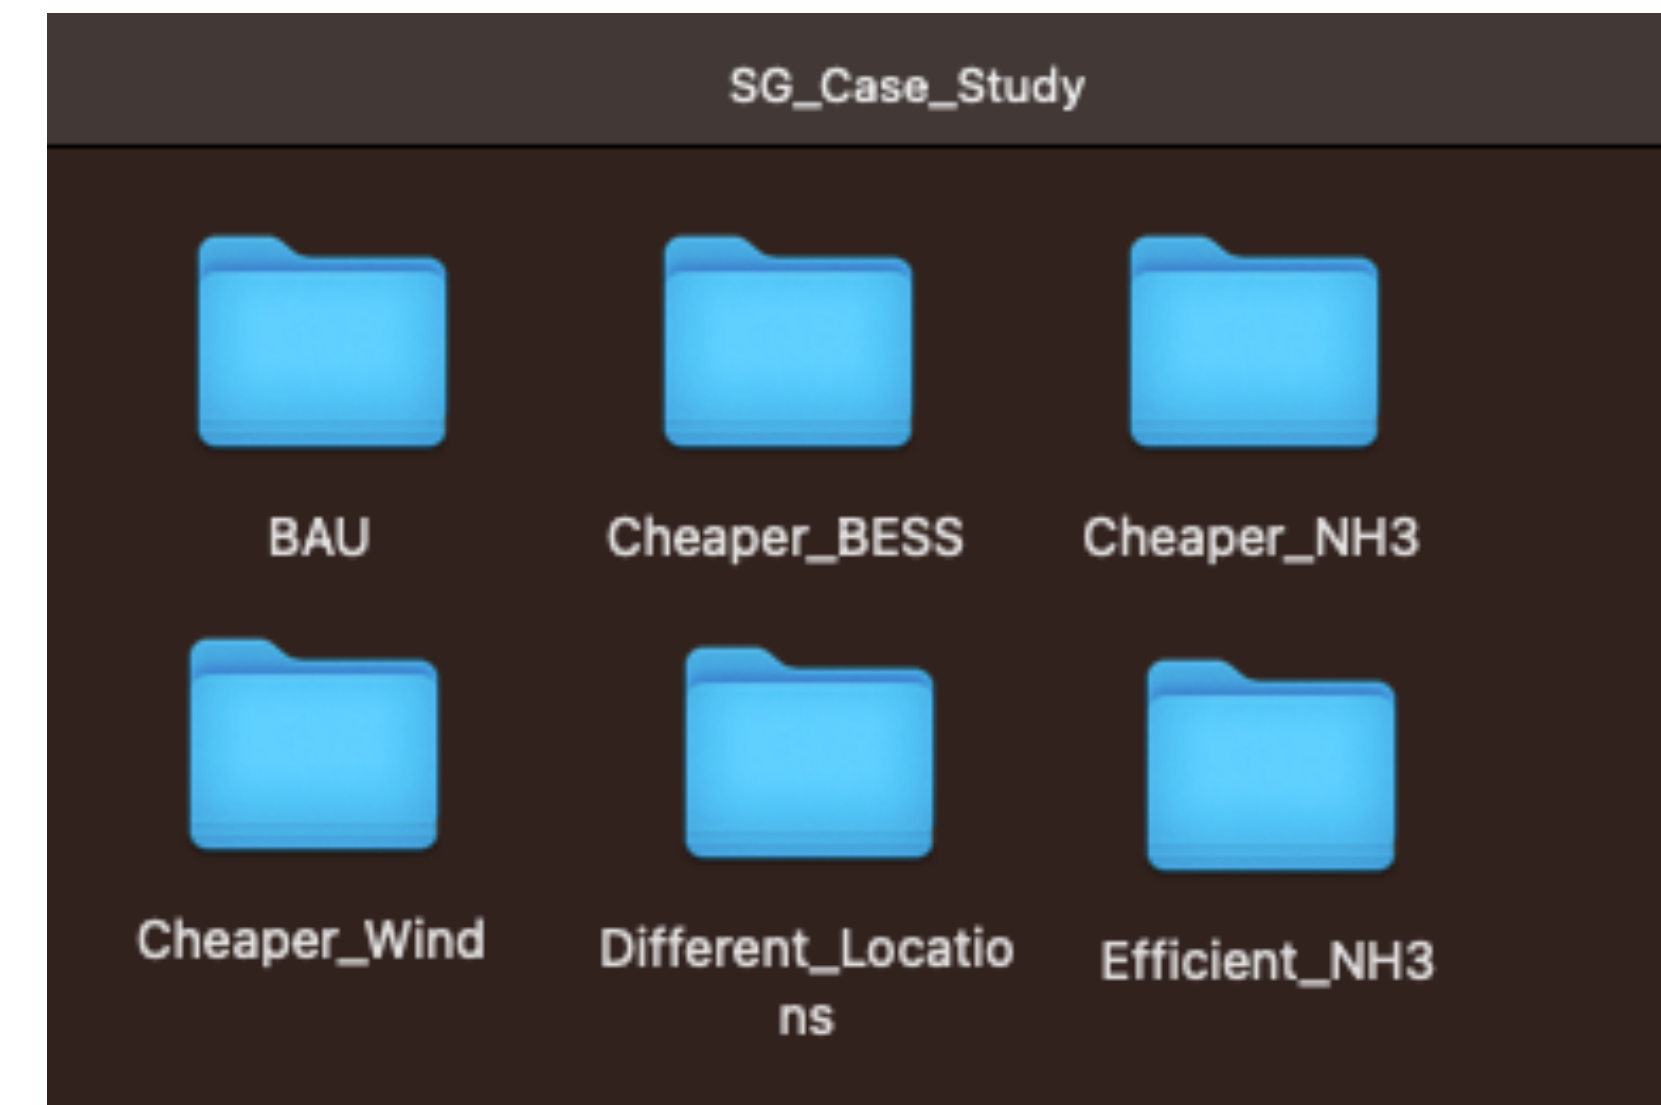 SG_Case_Study
BAU
Cheaper_BESS
Cheaper_NH3
Cheaper_Wind
Different_Locatio
ns
Efficient_NH3